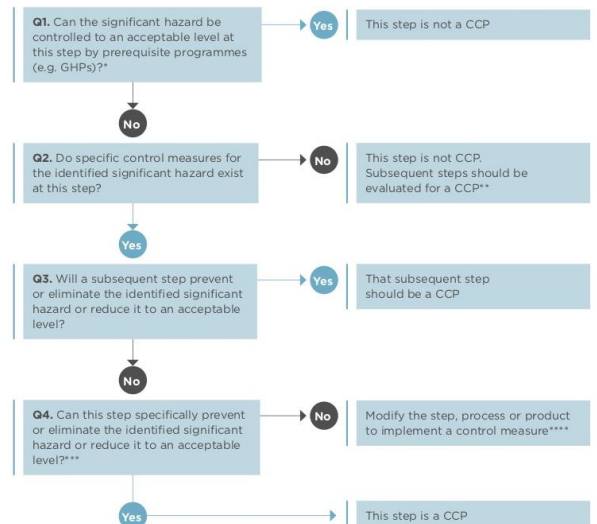 Q1. Can the significant hazard be
controlled to an acceptable level at
this step by prerequisite programmes
(e.g. GHPs)?*
Yes
This step is not a CCP
No
Q2. Do specific control measures for
the identified significant hazard exist
at this step?
No
This step is not CCP.
Subsequent steps should be
evaluated for a CCP**
Yes
Q3. Will a subsequent step prevent
or eliminate the identified significant
hazard or reduce it to an acceptable
level?
Yes
That subsequent step
should be a CCP
No
Q4. Can this step specifically prevent
or eliminate the identified significant
hazard or reduce it to an acceptable
level?***
No
Modify the step, process or product
to implement a control measure****
Yes
This step is a CCP